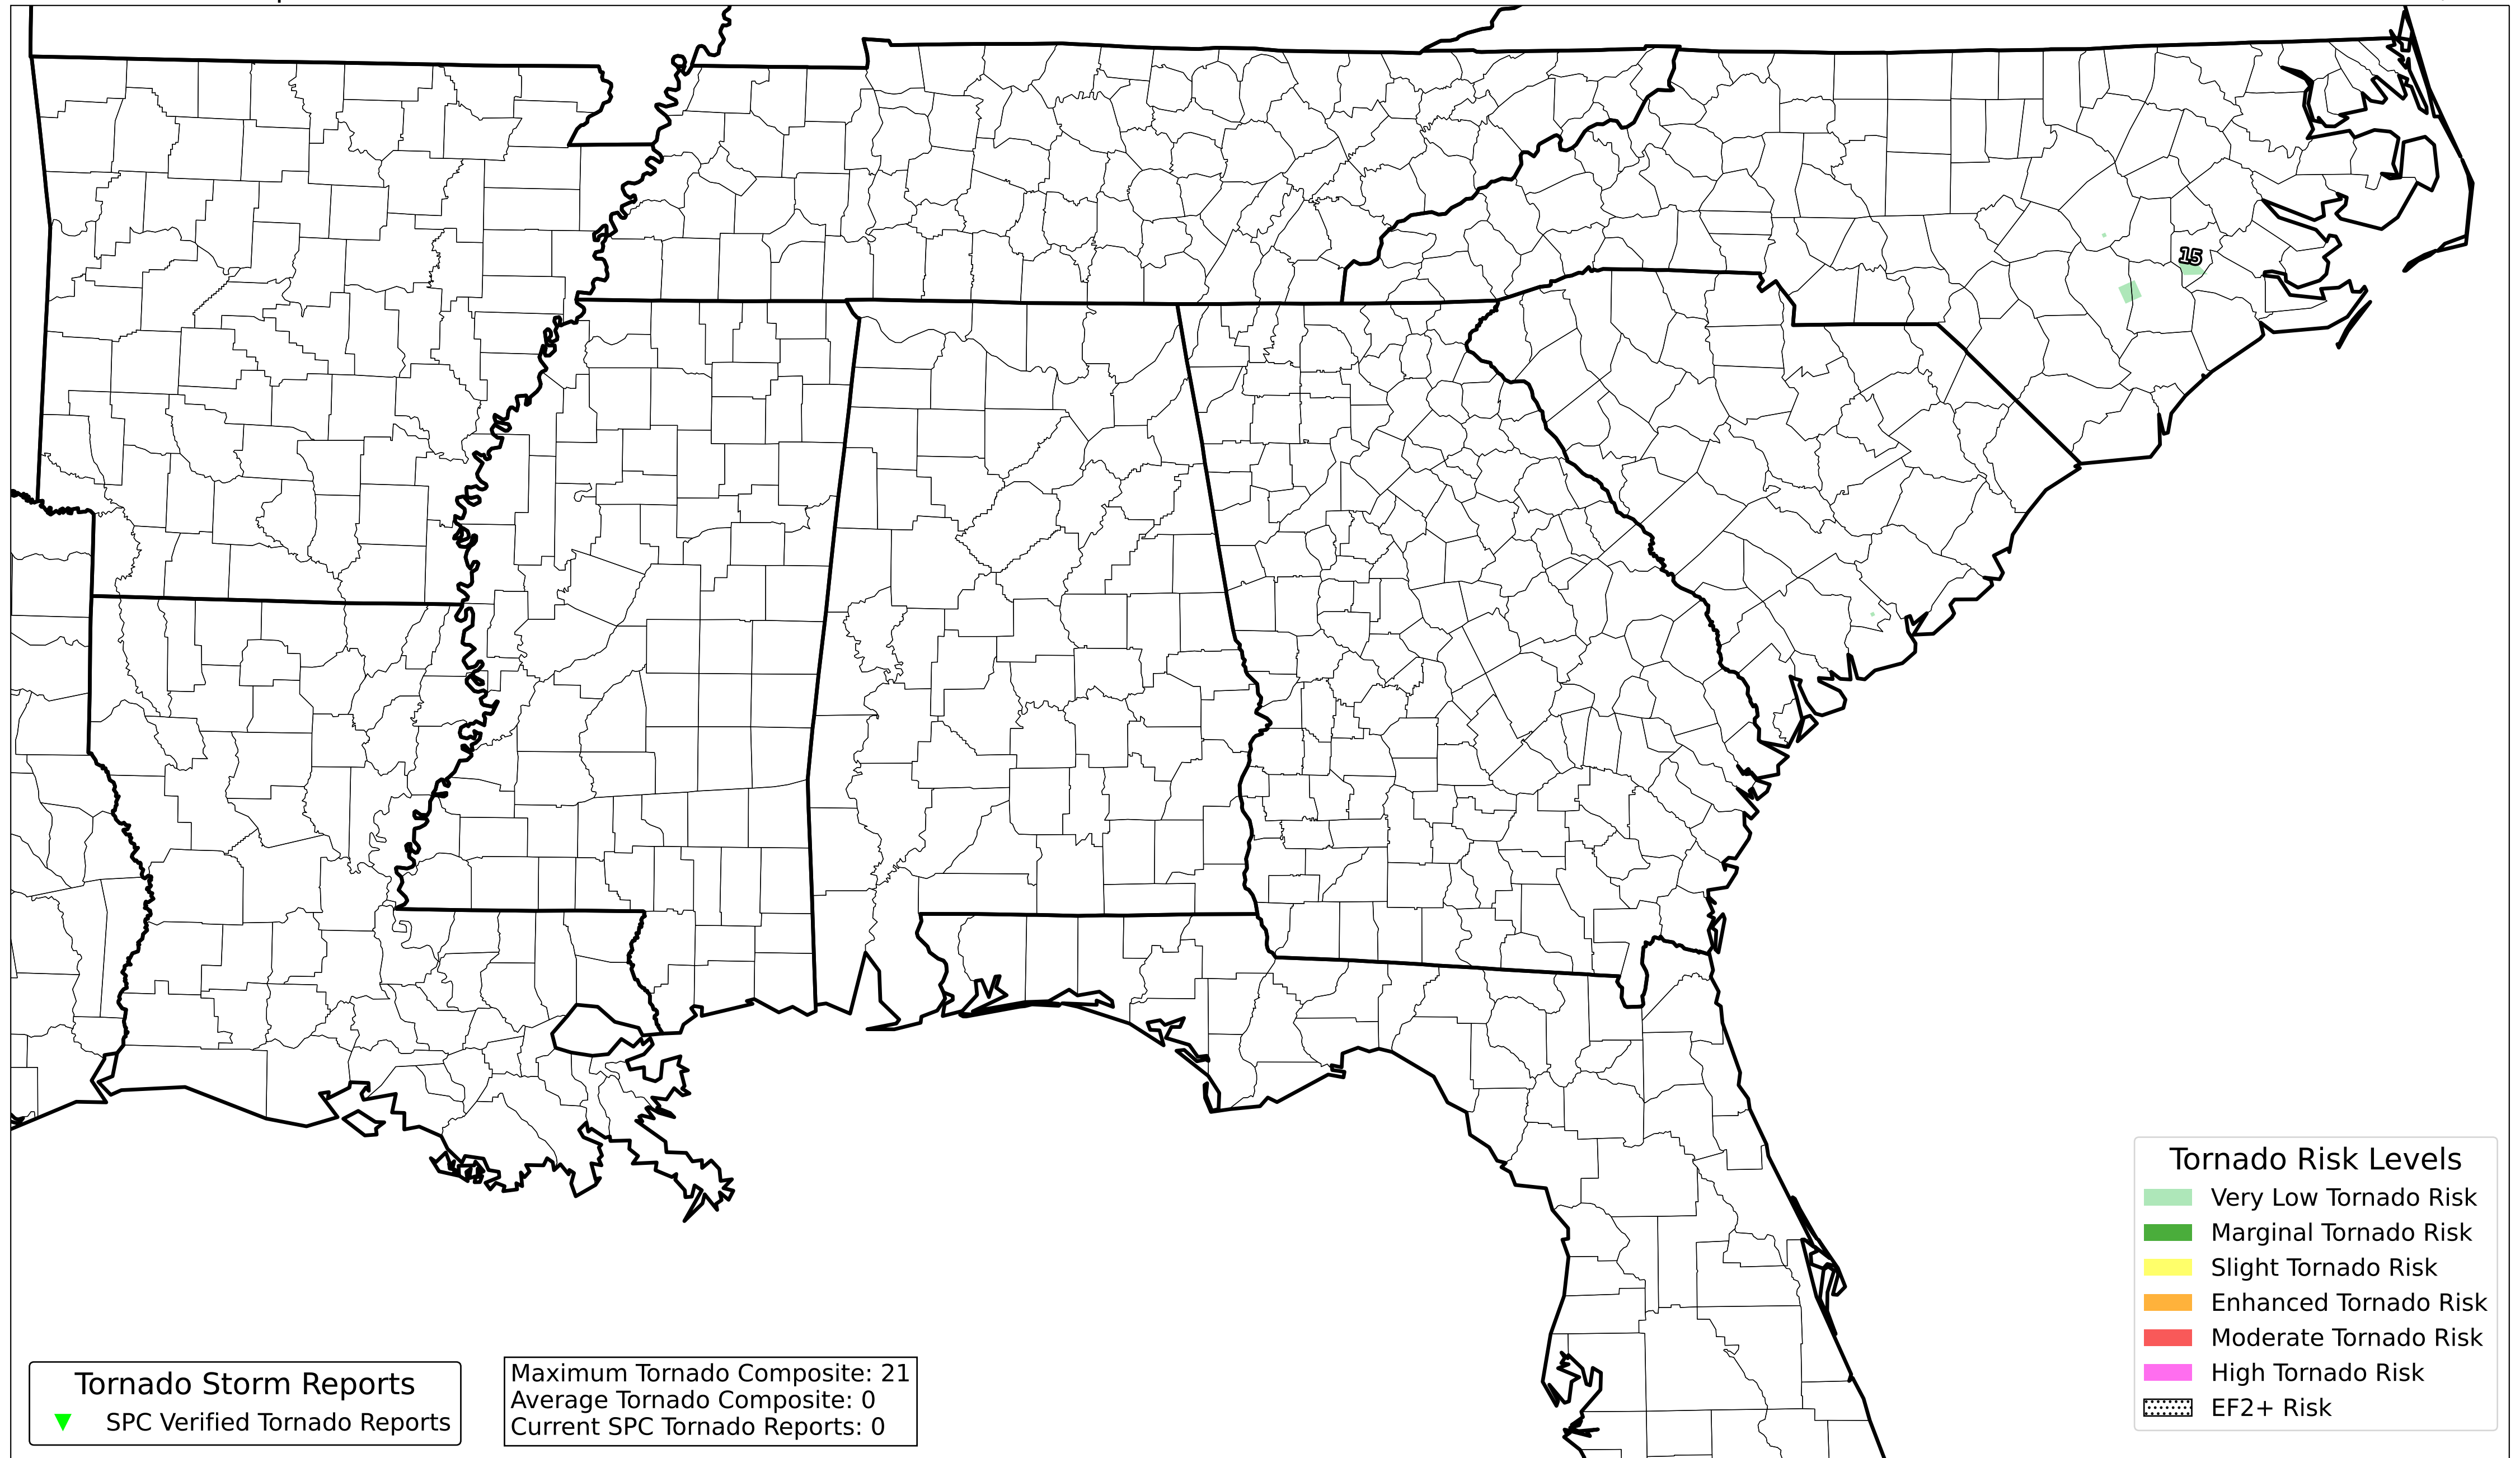 15
Tornado Risk Levels
Very Low Tornado Risk
Marginal Tornado Risk
Slight Tornado Risk
Enhanced Tornado Risk
Moderate Tornado Risk
High Tornado Risk
EF2+ Risk
Tornado Storm Reports
SPC Verified Tornado Reports
Maximum Tornado Composite: 21
Average Tornado Composite: 0
Current SPC Tornado Reports: 0